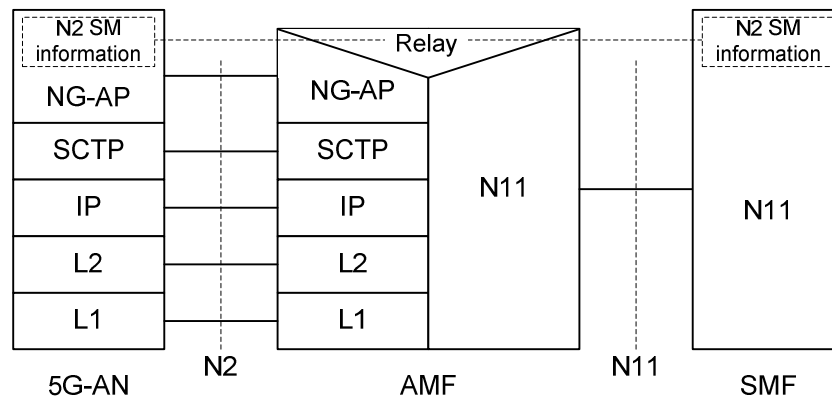 N2 SM
information
NG-AP
SCTP
IP
L2
L1
5G-AN
N2
Relay
NG-AP
SCTP
IP
L2
L1
N11
AMF
N11
N2 SM
information
N11
SMF